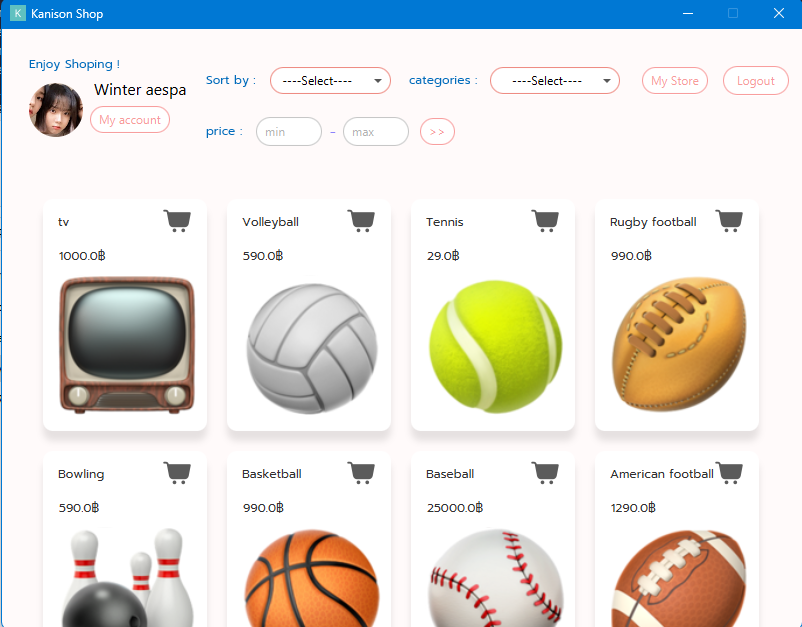 K Kanison Shop
Enjoy Shoping !
Winter aespa
My account
Sort by : ----Select---- categories : ----Select---- My Store Logout
price : min - max >>
tv Volleyball Tennis Rugby football
1000.0฿ 590.0฿ 29.0฿ 990.0฿
Bowling Basketball Baseball American football
590.0฿ 990.0฿ 25000.0฿ 1290.0฿